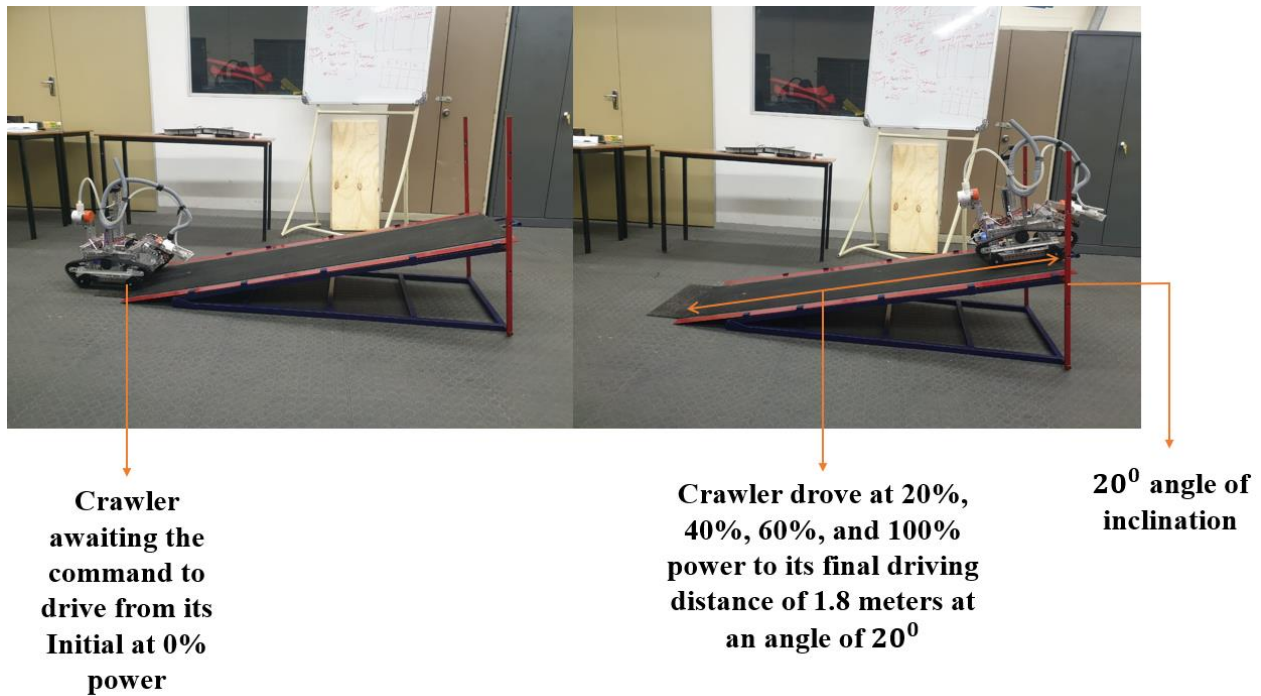 Crawler
awaiting the
command to
drive from its
Initial at 0%
power
Crawler drove at 20%,
40%, 60%, and 100%
power to its final driving
distance of 1.8 meters at
an angle of 20⁰
20⁰ angle of
inclination